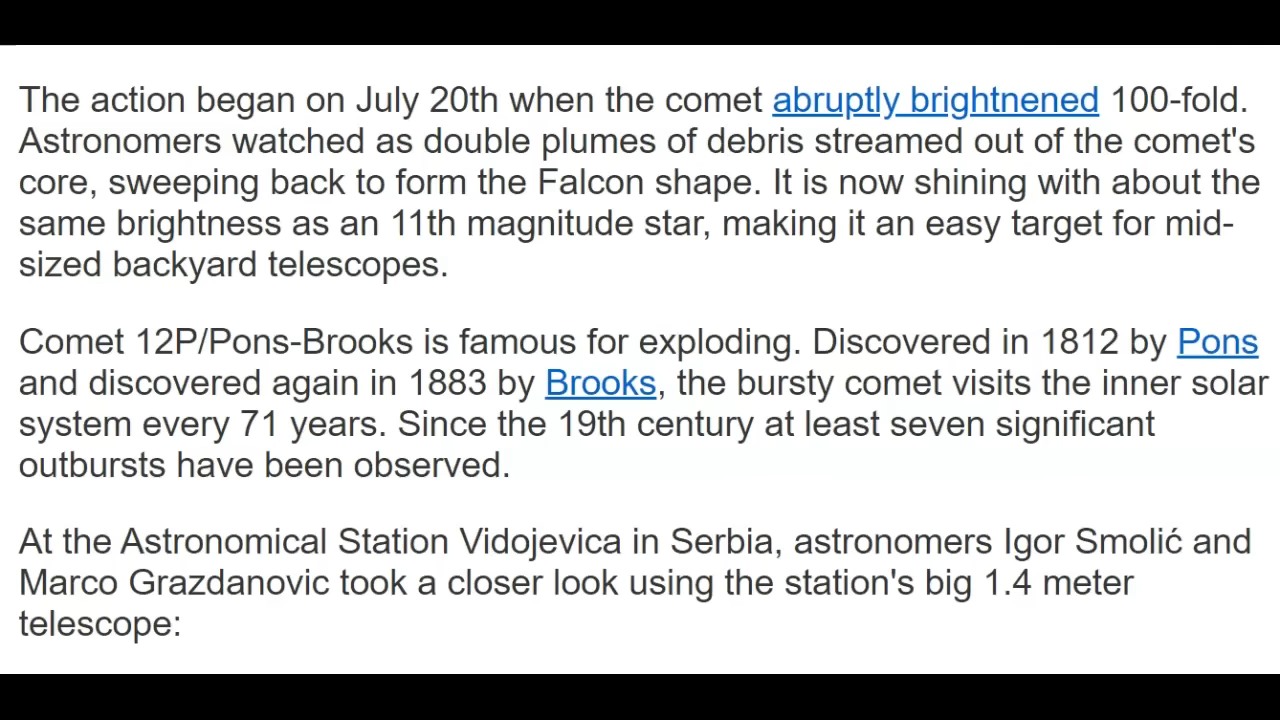 The action began on July 20th when the comet abruptly brightnened 100-fold.
Astronomers watched as double plumes of debris streamed out of the comet's
core, sweeping back to form the Falcon shape. It is now shining with about the
same brightness as an 11th magnitude star, making it an easy target for mid-
sized backyard telescopes.
Comet 12P/Pons-Brooks is famous for exploding. Discovered in 1812 by Pons
and discovered again in 1883 by Brooks, the bursty comet visits the inner solar
system every 71 years. Since the 19th century at least seven significant
outbursts have been observed.
At the Astronomical Station Vidojevica in Serbia, astronomers Igor Smolić and
Marco Grazdanovic took a closer look using the station's big 1.4 meter
telescope: